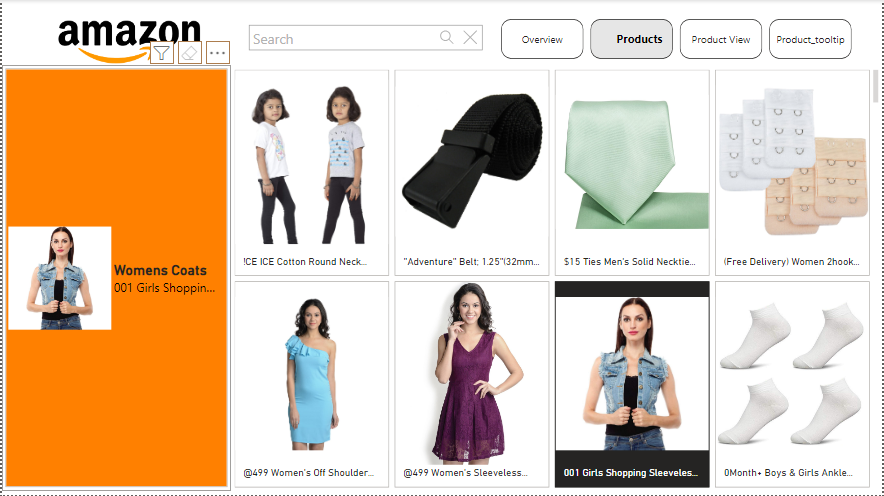 amazon
Search
Overview
Products
Product View
Product_tooltip
Womens Coats
001 Girls Shoppin...
!CE ICE Cotton Round Neck...
"Adventure" Belt; 1.25"(32mm...
$15 Ties Men's Solid Necktie...
(Free Delivery) Women 2hook...
@499 Women's Off Shoulder...
@499 Women's Sleeveless...
001 Girls Shopping Sleeveles...
0Month+ Boys & Girls Ankle...